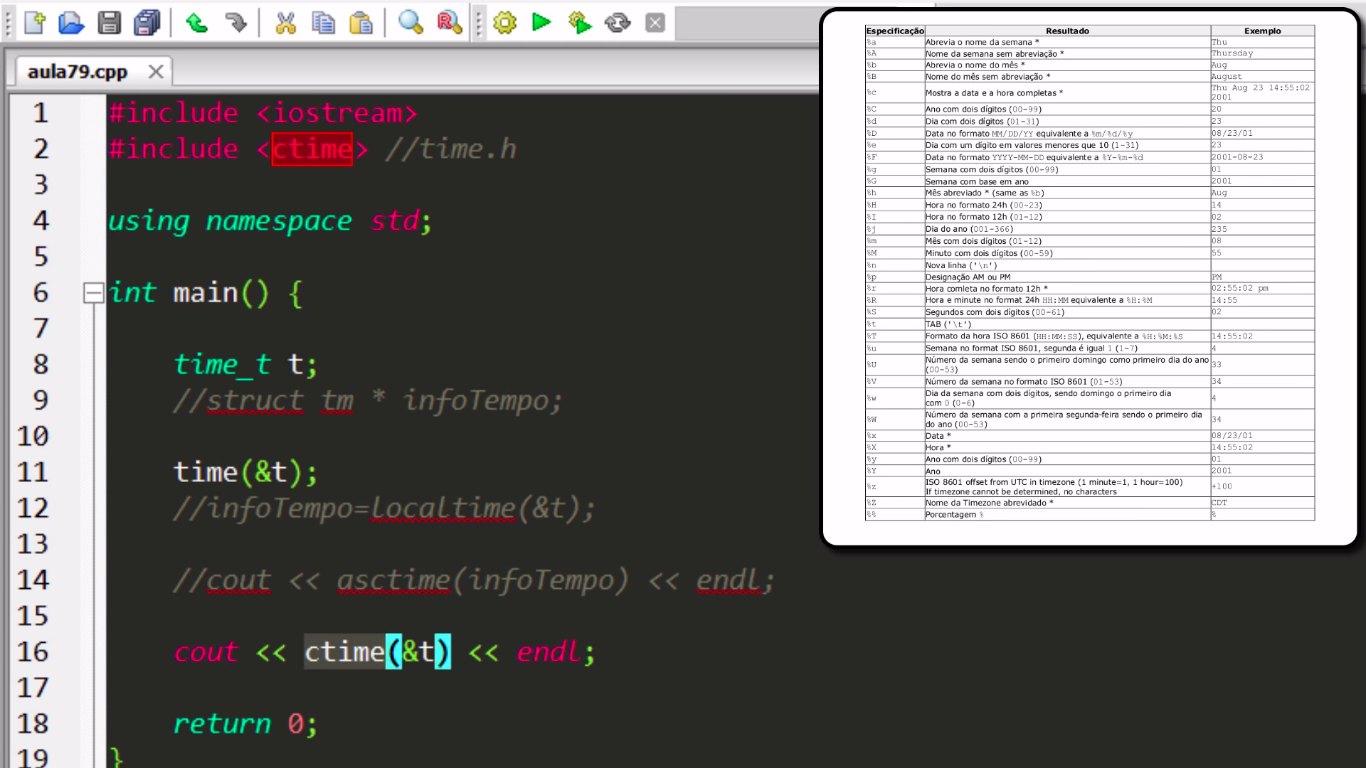 aula79.cpp
1 #include <iostream>
2 #include <ctime> //time.h
3
4 using namespace std;
5
6 int main() {
7
8 time_t t;
9 //struct tm * infoTempo;
10
11 time(&t);
12 //infoTempo=localtime(&t);
13
14 //cout << asctime(infoTempo) << endl;
15
16 cout << ctime(&t) << endl;
17
18 return 0;
19 }
Especificação Resultado Exemplo
%a Abrevia o nome da semana * Thu
%A Nome da semana sem abreviação * Thursday
%b Abrevia o nome do mês * Aug
%B Nome do mês sem abreviação * August
%c Mostra a data e a hora completas * Thu Aug 23 14:55:02
2001
%C Ano com dois dígitos (00-99) 20
%d Dia com dois dígitos (01-31) 23
%D Data no formato MM/DD/YY equivalente a %m/%d/%y 08/23/01
%e Dia com um dígito em valores menores que 10 (1-31) 23
%F Data no formato YYYY-MM-DD equivalente a %Y-%m-%d 2001-08-23
%g Semana com dois dígitos (00-99) 01
%G Semana com base em ano 2001
%h Mês abreviado * (same as %b) Aug
%H Hora no formato 24h (00-23) 14
%I Hora no formato 12h (01-12) 02
%j Dia do ano (001-366) 235
%m Mês com dois dígitos (01-12) 08
%M Minuto com dois dígitos (00-59) 55
%n Nova linha ('\n')
%p Designação AM ou PM PM
%r Hora comleta no formato 12h * 02:55:02 pm
%R Hora e minute no format 24h HH:MM equivalente a %H:%M 14:55
%S Segundos com dois dígitos (00-61) 02
%t TAB ('\t')
%T Formato da hora ISO 8601 (HH:MM:SS), equivalente a %H:%M:%S 14:55:02
%u Semana no format ISO 8601, segunda é igual 1 (1-7) 4
%U Número da semana sendo o primeiro domingo como primeiro dia do ano
(00-53) 33
%V Número da semana no formato ISO 8601 (01-53) 34
%w Dia da semana com dois dígitos, sendo domingo o primeiro dia
com 0 (0-6) 4
%W Número da semana com a primeira segunda-feira sendo o primeiro dia
do ano (00-53) 34
%x Data * 08/23/01
%X Hora * 14:55:02
%y Ano com dois dígitos (00-99) 01
%Y Ano 2001
%z ISO 8601 offset from UTC in timezone (1 minute=1, 1 hour=100)
If timezone cannot be determined, no characters +100
%Z Nome da Timezone abrevidado * CDT
%% Porcentagem % %